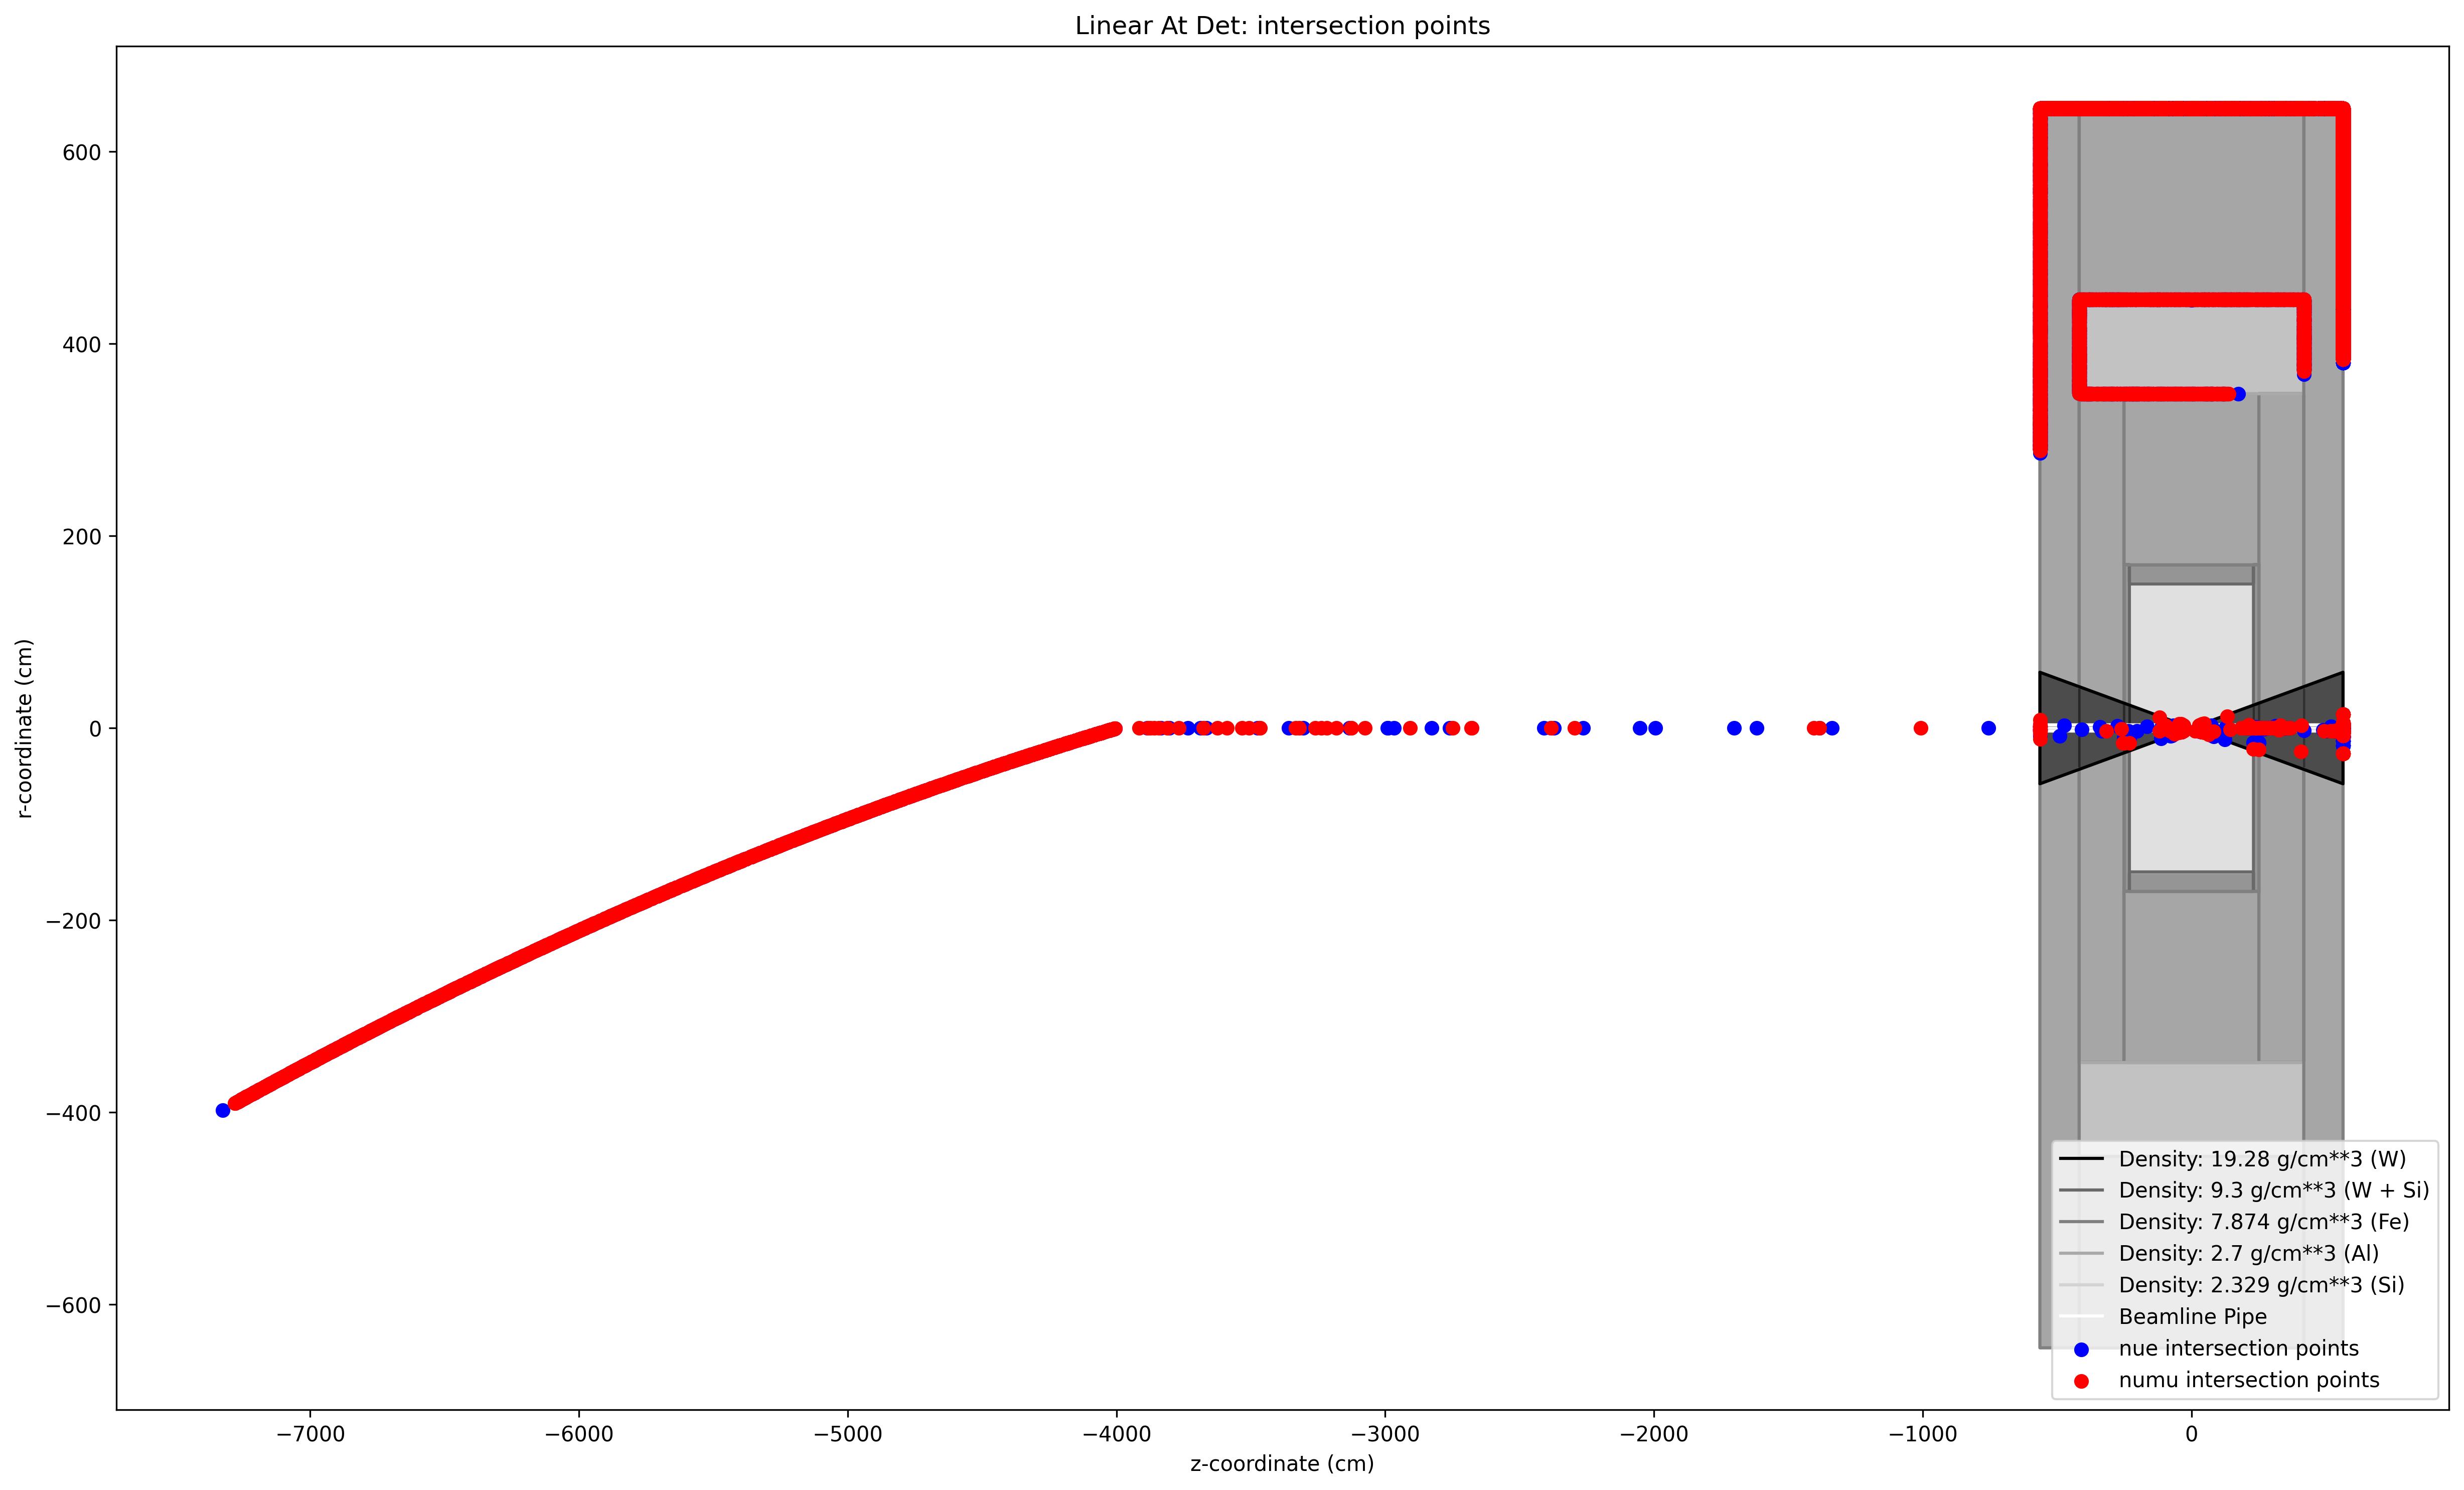 Linear At Det: intersection points
r-coordinate (cm)
600
400
200
0
−200
−400
−600
−7000
−6000
−5000
−4000
−3000
−2000
−1000
0
z-coordinate (cm)
Density: 19.28 g/cm**3 (W)
Density: 9.3 g/cm**3 (W + Si)
Density: 7.874 g/cm**3 (Fe)
Density: 2.7 g/cm**3 (Al)
Density: 2.329 g/cm**3 (Si)
Beamline Pipe
nue intersection points
numu intersection points